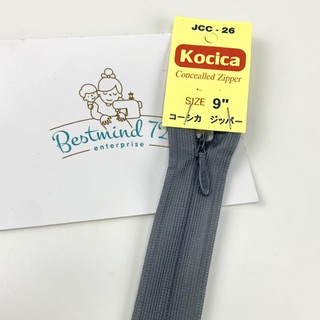 JCC - 26
Kocica
Concealled Zipper
SIZE 9"
コーシカ ジッパー
Bestmind 72
enterprise